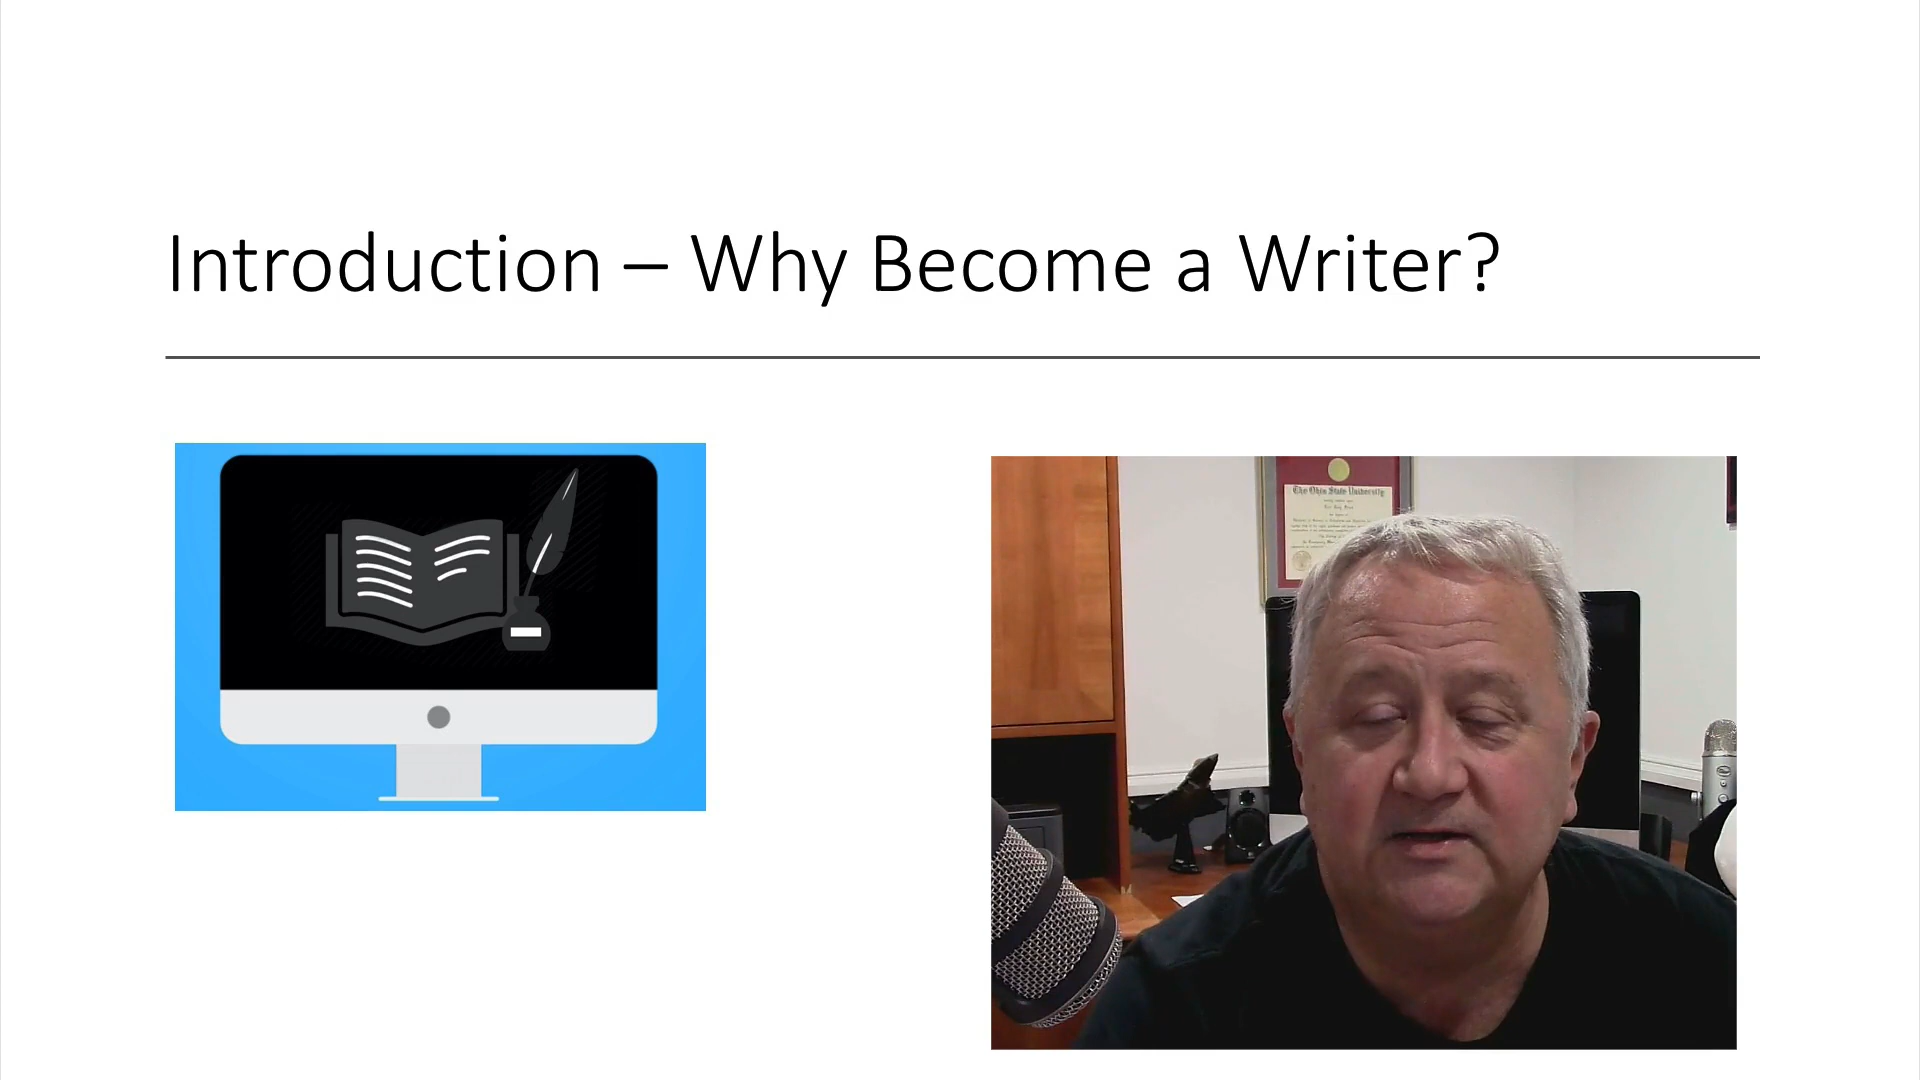 Introduction – Why Become a Writer?
The Ohio State University